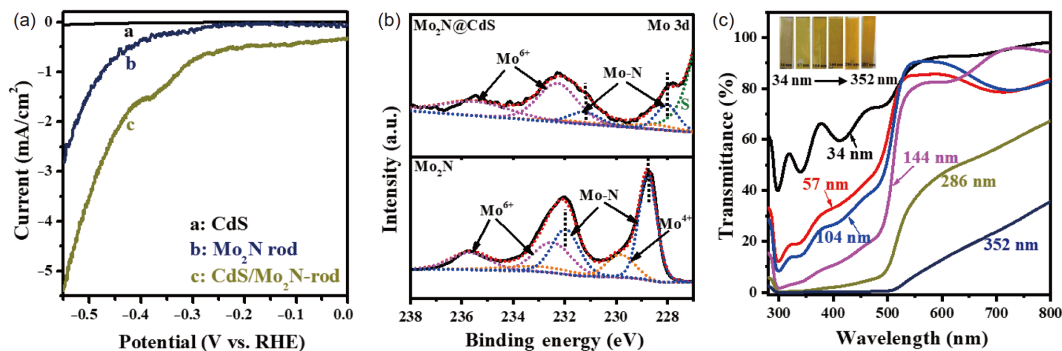 (a)
Current (mA/cm²)
0
−1
−2
−3
−4
−5
a
b
c
a: CdS
b: Mo₂N rod
c: CdS/Mo₂N-rod
−0.5 −0.4 −0.3 −0.2 −0.1 0.0
Potential (V vs. RHE)
(b)
Intensity (a.u.)
Mo₂N@CdS
Mo 3d
Mo⁶⁺
Mo-N
S
Mo₂N
Mo⁶⁺
Mo-N
Mo⁴⁺
238 236 234 232 230 228
Binding energy (eV)
(c)
Transmittance (%)
100
80
60
40
20
0
34 nm
352 nm
34 nm
57 nm
104 nm
144 nm
286 nm
352 nm
300 400 500 600 700 800
Wavelength (nm)